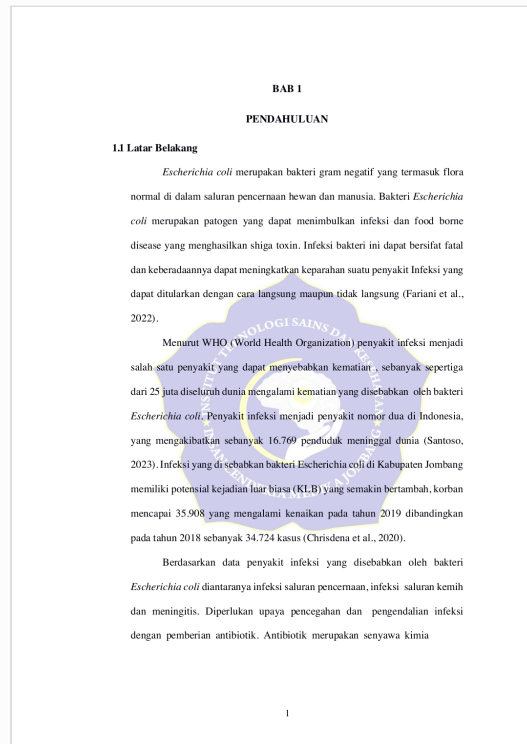 BAB 1
PENDAHULUAN
1.1 Latar Belakang
Escherichia coli merupakan bakteri gram negatif yang termasuk flora
normal di dalam saluran pencernaan hewan dan manusia. Bakteri Escherichia
coli merupakan patogen yang dapat menimbulkan infeksi dan food borne
disease yang menghasilkan shiga toxin. Infeksi bakteri ini dapat bersifat fatal
dan keberadaannya dapat meningkatkan keparahan suatu penyakit Infeksi yang
dapat ditularkan dengan cara langsung maupun tidak langsung (Fariani et al.,
2022).
Menurut WHO (World Health Organization) penyakit infeksi menjadi
salah satu penyakit yang dapat menyebabkan kematian , sebanyak sepertiga
dari 25 juta diseluruh dunia mengalami kematian yang disebabkan oleh bakteri
Escherichia coli. Penyakit infeksi menjadi penyakit nomor dua di Indonesia,
yang mengakibatkan sebanyak 16.769 penduduk meninggal dunia (Santoso,
2023). Infeksi yang di sebabkan bakteri Escherichia coli di Kabupaten Jombang
memiliki potensial kejadian luar biasa (KLB) yang semakin bertambah, korban
mencapai 35.908 yang mengalami kenaikan pada tahun 2019 dibandingkan
pada tahun 2018 sebanyak 34.724 kasus (Chrisdena et al., 2020).
Berdasarkan data penyakit infeksi yang disebabkan oleh bakteri
Escherichia coli diantaranya infeksi saluran pencernaan, infeksi saluran kemih
dan meningitis. Diperlukan upaya pencegahan dan pengendalian infeksi
dengan pemberian antibiotik. Antibiotik merupakan senyawa kimia
1